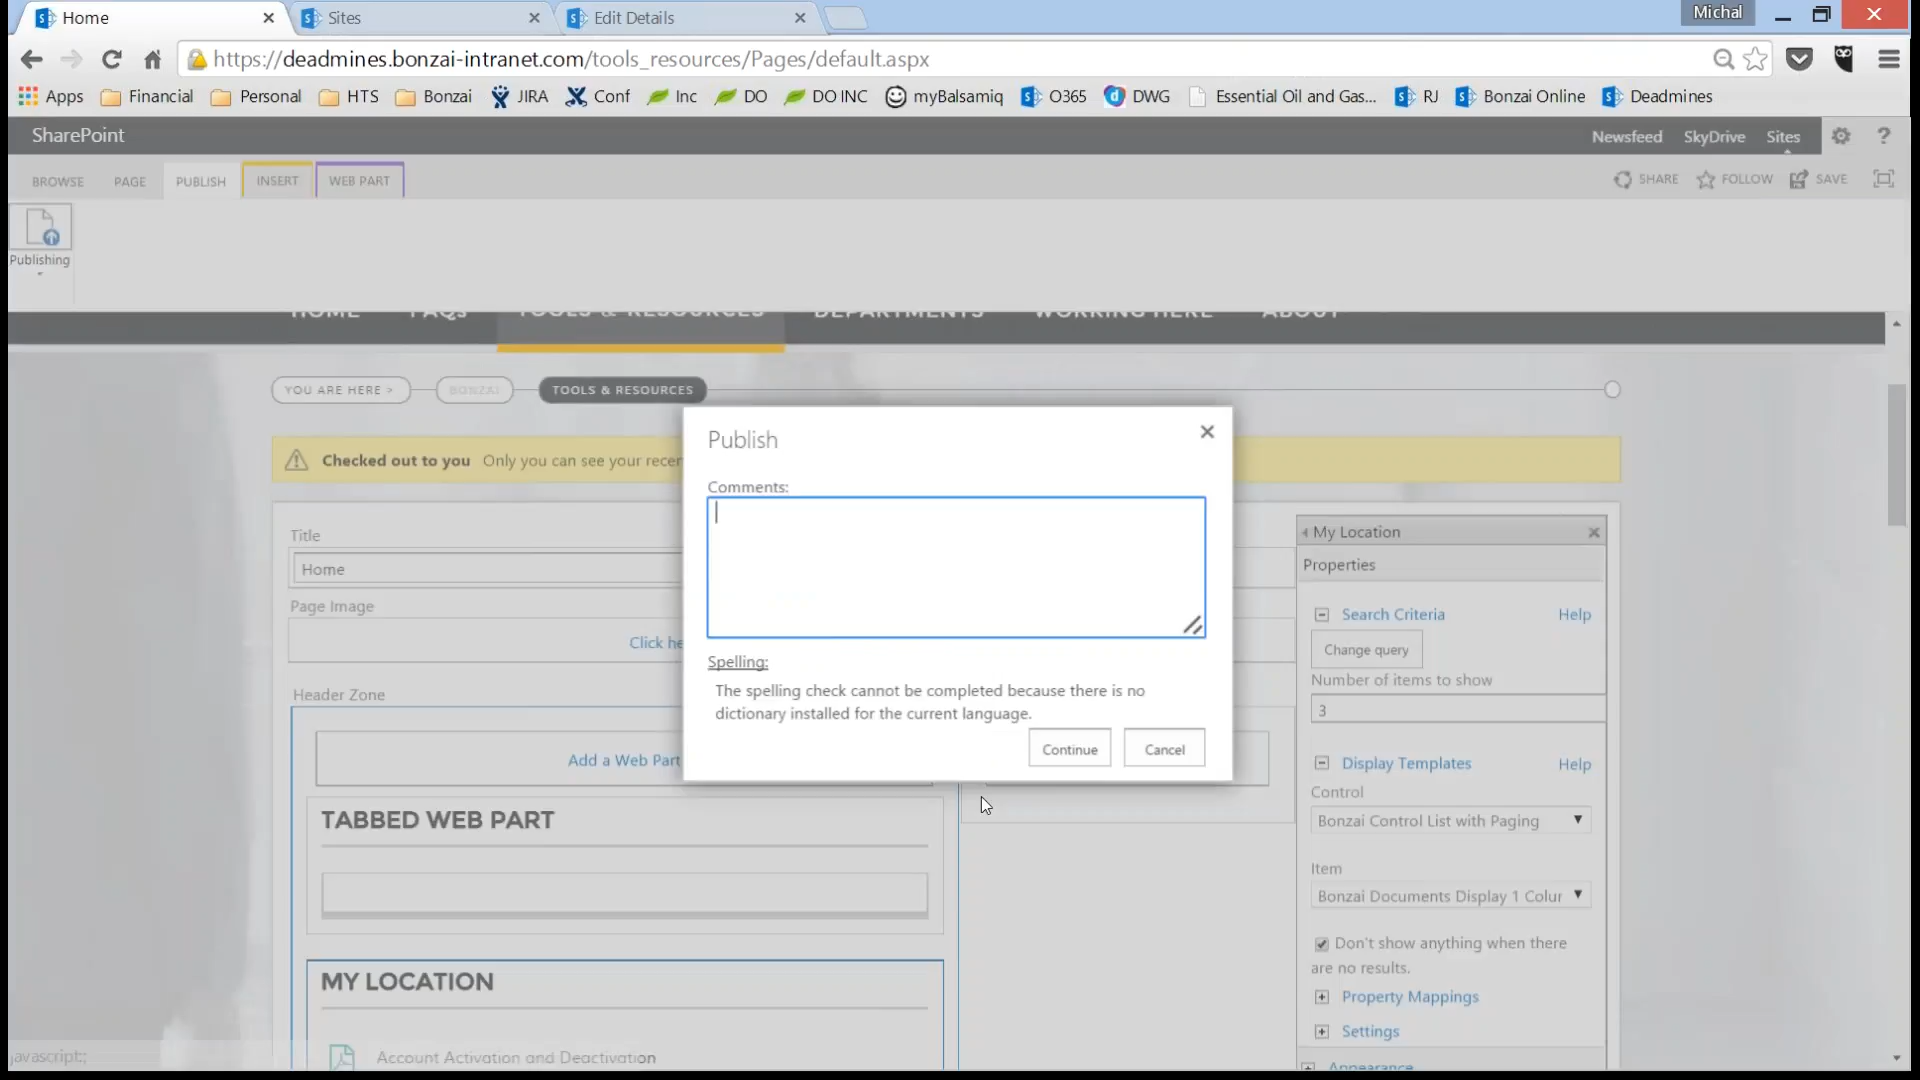 Home
Sites
Edit Details
Michal
https://deadmines.bonzai-intranet.com/tools_resources/Pages/default.aspx
Apps Financial Personal HTS Bonzai JIRA Conf Inc DO DO INC myBalsamiq O365 DWG Essential Oil and Gas... RJ Bonzai Online Deadmines
SharePoint
Newsfeed SkyDrive Sites ?
BROWSE PAGE PUBLISH INSERT WEB PART
SHARE FOLLOW SAVE
Publishing
HOME FAQs TOOLS & RESOURCES DEPARTMENTS WORKING HERE ABOUT
YOU ARE HERE > BONZAI TOOLS & RESOURCES
Checked out to you Only you can see your
Publish
Comments:
Spelling:
The spelling check cannot be completed because there is no
dictionary installed for the current language.
Continue Cancel
Title
Home
Page Image
Click
Header Zone
Add a Web Part
TABBED WEB PART
MY LOCATION
Account Activation and Deactivation
My Location
Properties
Search Criteria Help
Change query
Number of items to show
3
Display Templates Help
Control
Bonzai Control List with Paging
Item
Bonzai Documents Display 1 Colur
Don't show anything when there
are no results.
Property Mappings
Settings
Appearance
javascript:;